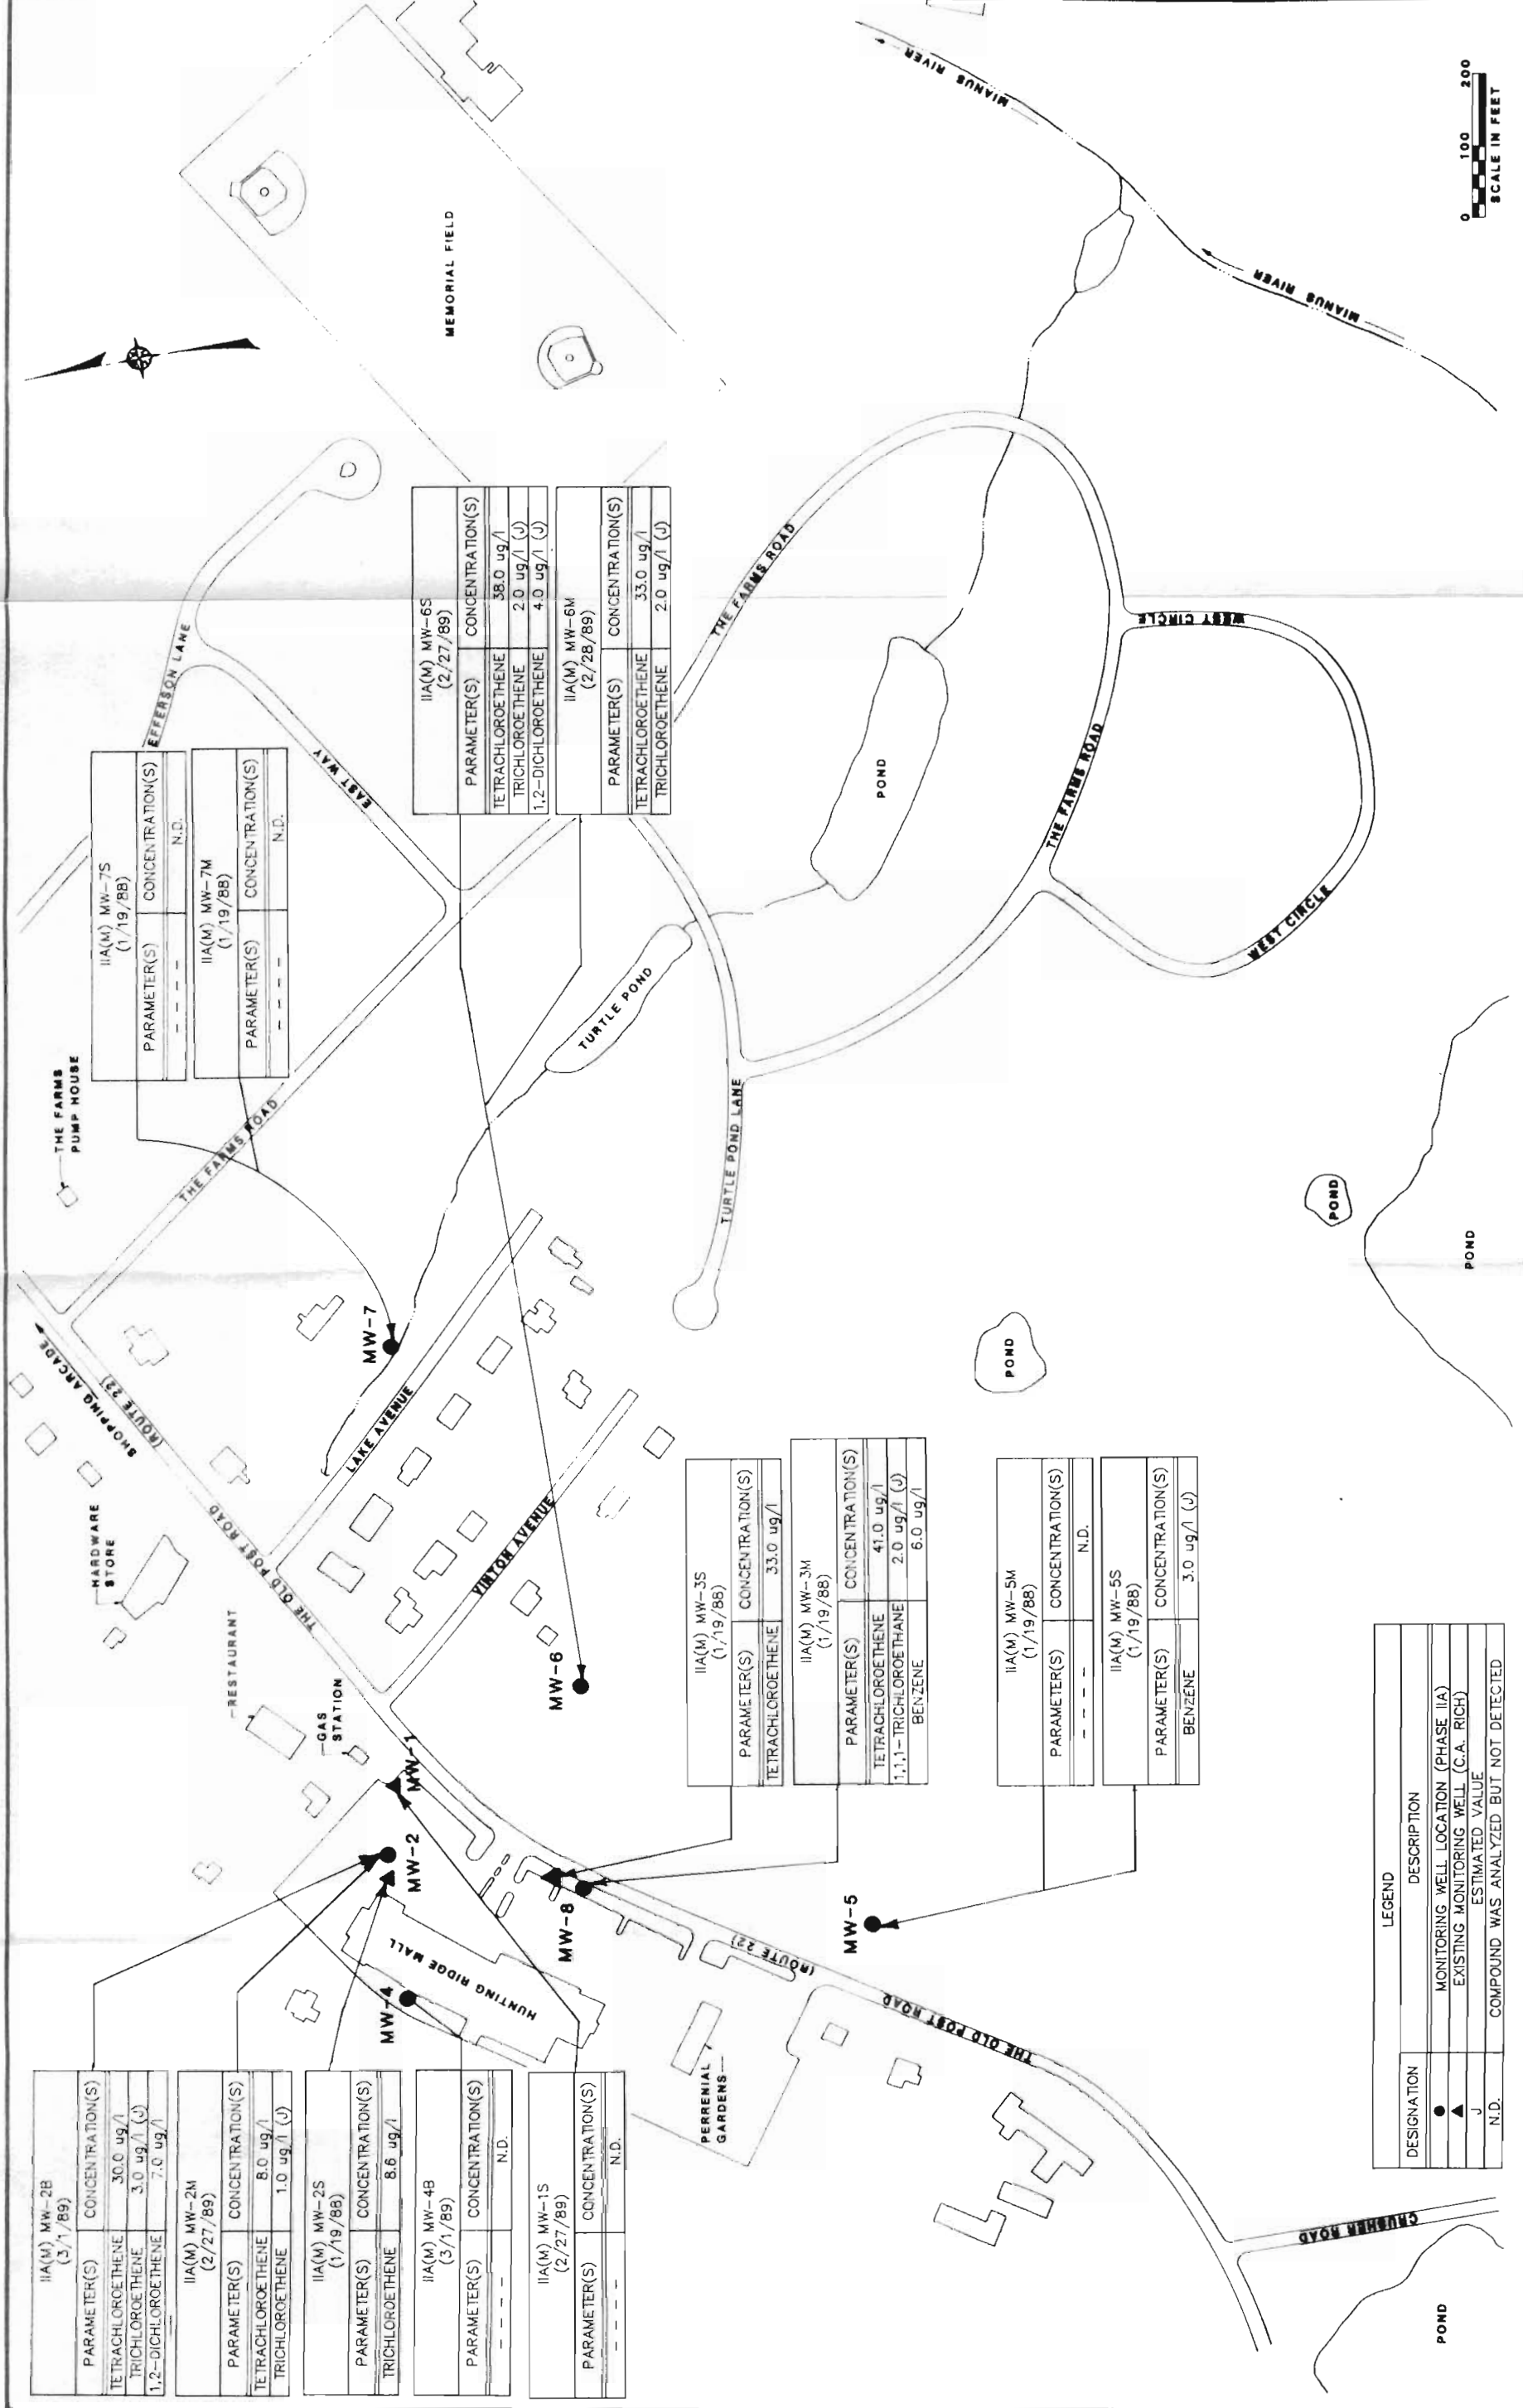 IIA(M) MW-2B
(3/1/89)
PARAMETER(S) CONCENTRATION(S)
TETRACHLOROETHENE 30.0 ug/l
TRICHLOROETHENE 3.0 ug/l (J)
1,2-DICHLOROETHENE 7.0 ug/l
IIA(M) MW-2M
(2/27/89)
PARAMETER(S) CONCENTRATION(S)
TETRACHLOROETHENE 8.0 ug/l
TRICHLOROETHENE 1.0 ug/l (J)
IIA(M) MW-2S
(1/19/88)
PARAMETER(S) CONCENTRATION(S)
TRICHLOROETHENE 8.6 ug/l
IIA(M) MW-4B
(3/1/89)
PARAMETER(S) CONCENTRATION(S)
- - - - N.D.
IIA(M) MW-1S
(2/27/89)
PARAMETER(S) CONCENTRATION(S)
- - - - N.D.
IIA(M) MW-7S
(1/19/88)
PARAMETER(S) CONCENTRATION(S)
- - - - N.D.
IIA(M) MW-7M
(1/19/88)
PARAMETER(S) CONCENTRATION(S)
- - - - N.D.
IIA(M) MW-6S
(2/27/89)
PARAMETER(S) CONCENTRATION(S)
TETRACHLOROETHENE 38.0 ug/l
TRICHLOROETHENE 2.0 ug/l (J)
1,2-DICHLOROETHENE 4.0 ug/l (J)
IIA(M) MW-6M
(2/28/89)
PARAMETER(S) CONCENTRATION(S)
TETRACHLOROETHENE 33.0 ug/l
TRICHLOROETHENE 2.0 ug/l (J)
IIA(M) MW-3S
(1/19/88)
PARAMETER(S) CONCENTRATION(S)
TETRACHLOROETHENE 33.0 ug/l
IIA(M) MW-3M
(1/19/88)
PARAMETER(S) CONCENTRATION(S)
TETRACHLOROETHENE 41.0 ug/l
1,1,1-TRICHLOROETHANE 2.0 ug/l (J)
BENZENE 6.0 ug/l
IIA(M) MW-5M
(1/19/88)
PARAMETER(S) CONCENTRATION(S)
- - - - N.D.
IIA(M) MW-5S
(1/19/88)
PARAMETER(S) CONCENTRATION(S)
BENZENE 3.0 ug/l (J)
THE FARMS
PUMP HOUSE
SHOPPING ARCADE
(ROUTE 22)
THE OLD POST ROAD
HARDWARE
STORE
RESTAURANT
GAS
STATION
MW-1
MW-2
MW-4
MW-8
MW-5
MW-6
MW-7
HUNTING RIDGE MALL
PERRENIAL
GARDENS
(ROUTE 22)
THE OLD POST ROAD
CRUSHER ROAD
POND
LAKE AVENUE
VINTON AVENUE
THE FARMS ROAD
EFFERSON LANE
EAST WAY
TURTLE POND
TURTLE POND LANE
POND
THE FARMS ROAD
THE FARMS ROAD
WEST CIRCLE
WEST CIRCLE
POND
POND
POND
MEMORIAL FIELD
MIANUS RIVER
MIANUS RIVER
0 100 200
SCALE IN FEET
LEGEND
DESIGNATION DESCRIPTION
● MONITORING WELL LOCATION (PHASE IIA)
▲ EXISTING MONITORING WELL (C.A. RICH)
J ESTIMATED VALUE
N.D. COMPOUND WAS ANALYZED BUT NOT DETECTED